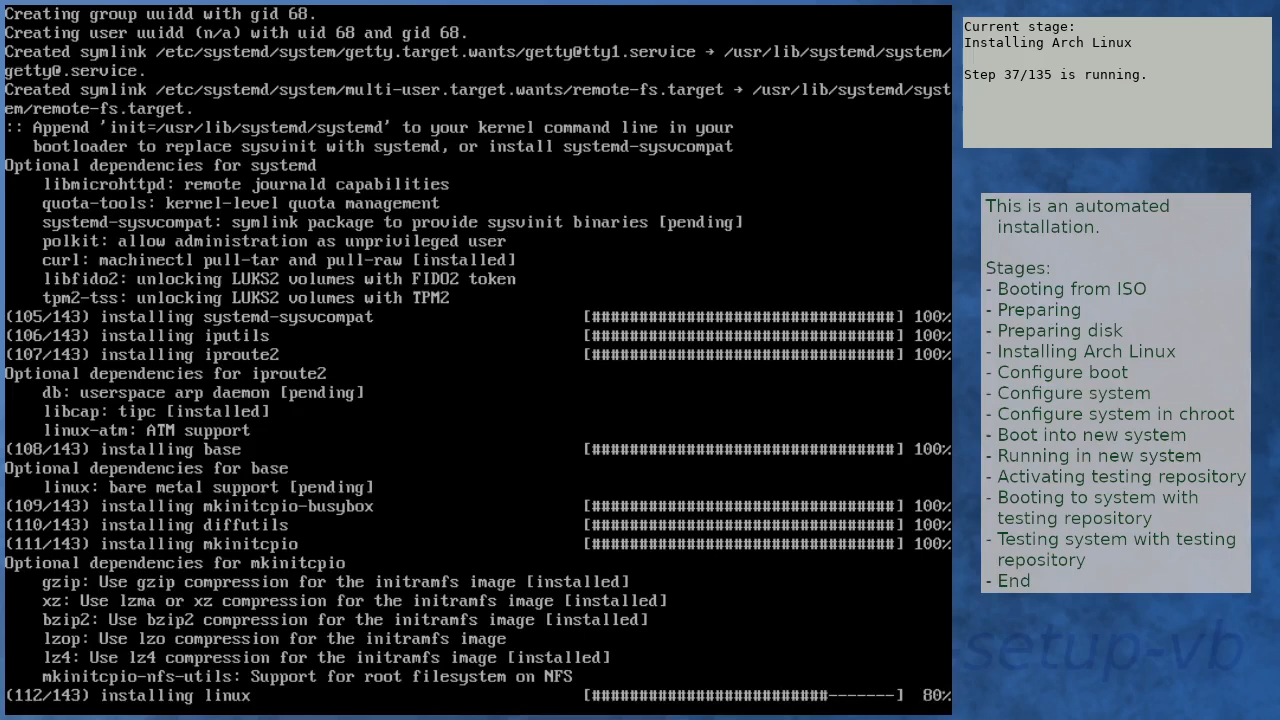 Creating group uuidd with gid 68.
Creating user uuidd (n/a) with uid 68 and gid 68.
Created symlink /etc/systemd/system/getty.target.wants/getty@tty1.service → /usr/lib/systemd/system/
getty@.service.
Created symlink /etc/systemd/system/multi-user.target.wants/remote-fs.target → /usr/lib/systemd/syst
em/remote-fs.target.
:: Append 'init=/usr/lib/systemd/systemd' to your kernel command line in your
   bootloader to replace sysvinit with systemd, or install systemd-sysvcompat
Optional dependencies for systemd
    libmicrohttpd: remote journald capabilities
    quota-tools: kernel-level quota management
    systemd-sysvcompat: symlink package to provide sysvinit binaries [pending]
    polkit: allow administration as unprivileged user
    curl: machinectl pull-tar and pull-raw [installed]
    libfido2: unlocking LUKS2 volumes with FIDO2 token
    tpm2-tss: unlocking LUKS2 volumes with TPM2
(105/143) installing systemd-sysvcompat [################################] 100%
(106/143) installing iputils [################################] 100%
(107/143) installing iproute2 [################################] 100%
Optional dependencies for iproute2
    db: userspace arp daemon [pending]
    libcap: tipc [installed]
    linux-atm: ATM support
(108/143) installing base [################################] 100%
Optional dependencies for base
    linux: bare metal support [pending]
(109/143) installing mkinitcpio-busybox [################################] 100%
(110/143) installing diffutils [################################] 100%
(111/143) installing mkinitcpio [################################] 100%
Optional dependencies for mkinitcpio
    gzip: Use gzip compression for the initramfs image [installed]
    xz: Use lzma or xz compression for the initramfs image [installed]
    bzip2: Use bzip2 compression for the initramfs image [installed]
    lzop: Use lzo compression for the initramfs image
    lz4: Use lz4 compression for the initramfs image [installed]
    mkinitcpio-nfs-utils: Support for root filesystem on NFS
(112/143) installing linux [#########################-------] 80%
Current stage:
Installing Arch Linux
Step 37/135 is running.
This is an automated
installation.
Stages:
- Booting from ISO
- Preparing
- Preparing disk
- Installing Arch Linux
- Configure boot
- Configure system
- Configure system in chroot
- Boot into new system
- Running in new system
- Activating testing repository
- Booting to system with
testing repository
- Testing system with testing
repository
- End
-setup-vb